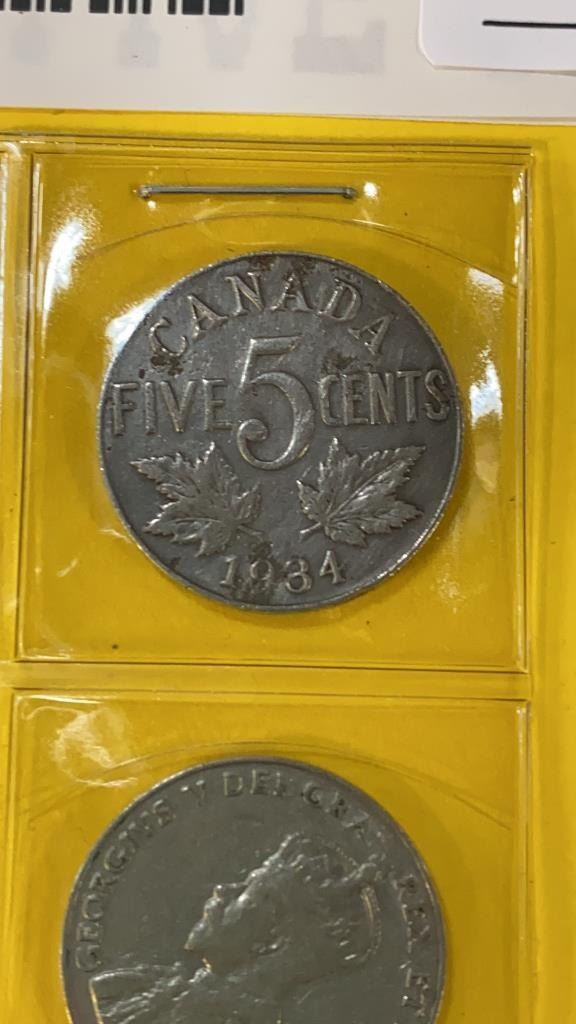 CANADA
FIVE 5 CENTS
1934
GEORGIVS V DEI GRA REX ET